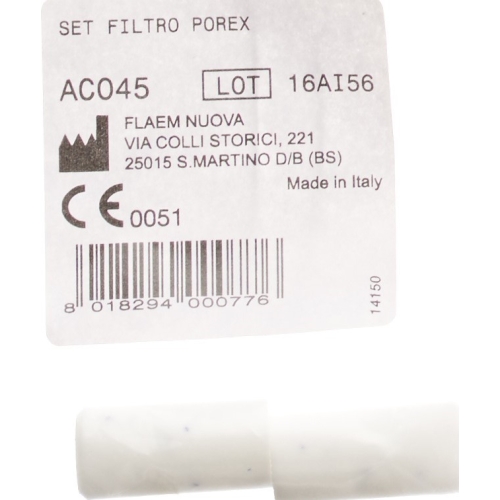 SET FILTRO POREX
AC045 LOT 16AI56
FLAEM NUOVA
VIA COLLI STORICI, 221
25015 S.MARTINO D/B (BS)
Made in Italy
CE 0051
8 018294 000776
14150